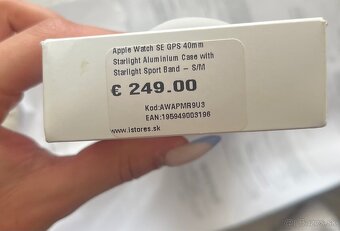 Apple Watch SE GPS 40mm
Starlight Aluminium Case with
Starlight Sport Band – S/M
€ 249.00
Kod:AWAPMR9U3
EAN:195949003196
www.istores.sk